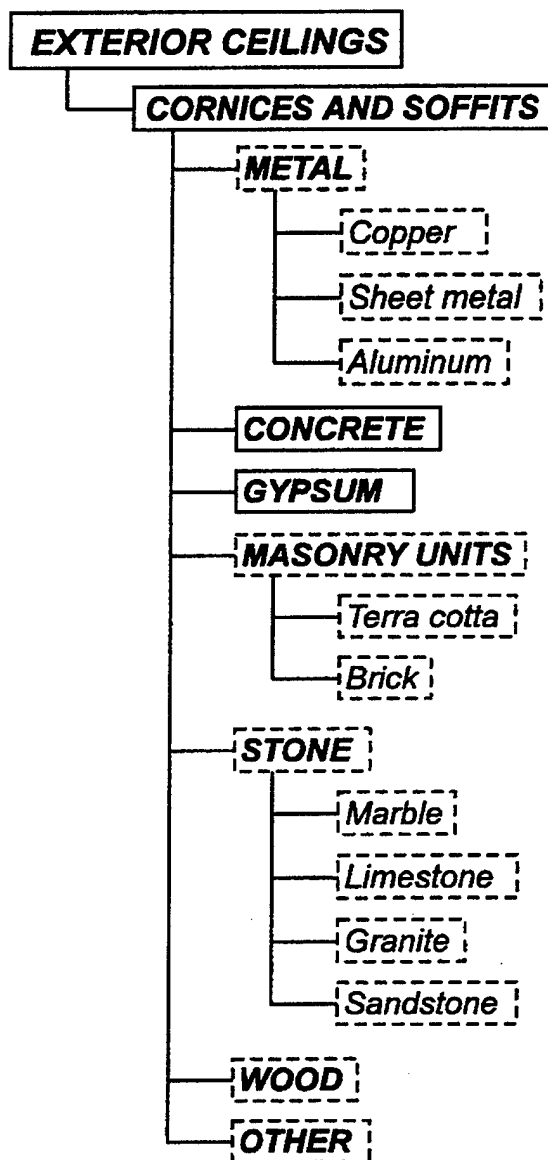 EXTERIOR CEILINGS
CORNICES AND SOFFITS
METAL
Copper
Sheet metal
Aluminum
CONCRETE
GYPSUM
MASONRY UNITS
Terra cotta
Brick
STONE
Marble
Limestone
Granite
Sandstone
WOOD
OTHER